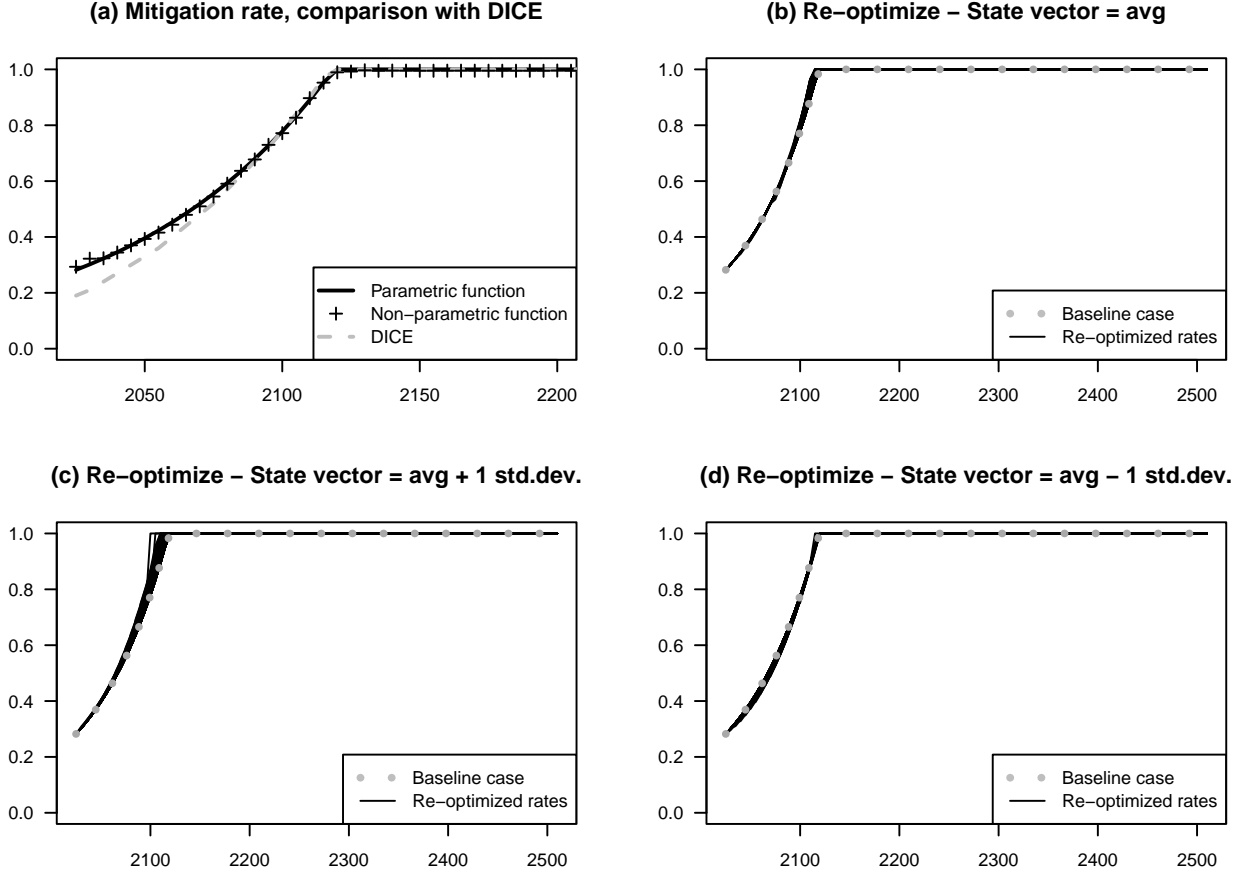 (a) Mitigation rate, comparison with DICE
1.0
0.8
0.6
0.4
0.2
0.0
Parametric function
Non−parametric function
DICE
2050 2100 2150 2200
(b) Re−optimize − State vector = avg
1.0
0.8
0.6
0.4
0.2
0.0
Baseline case
Re−optimized rates
2100 2200 2300 2400 2500
(c) Re−optimize − State vector = avg + 1 std.dev.
1.0
0.8
0.6
0.4
0.2
0.0
Baseline case
Re−optimized rates
2100 2200 2300 2400 2500
(d) Re−optimize − State vector = avg − 1 std.dev.
1.0
0.8
0.6
0.4
0.2
0.0
Baseline case
Re−optimized rates
2100 2200 2300 2400 2500